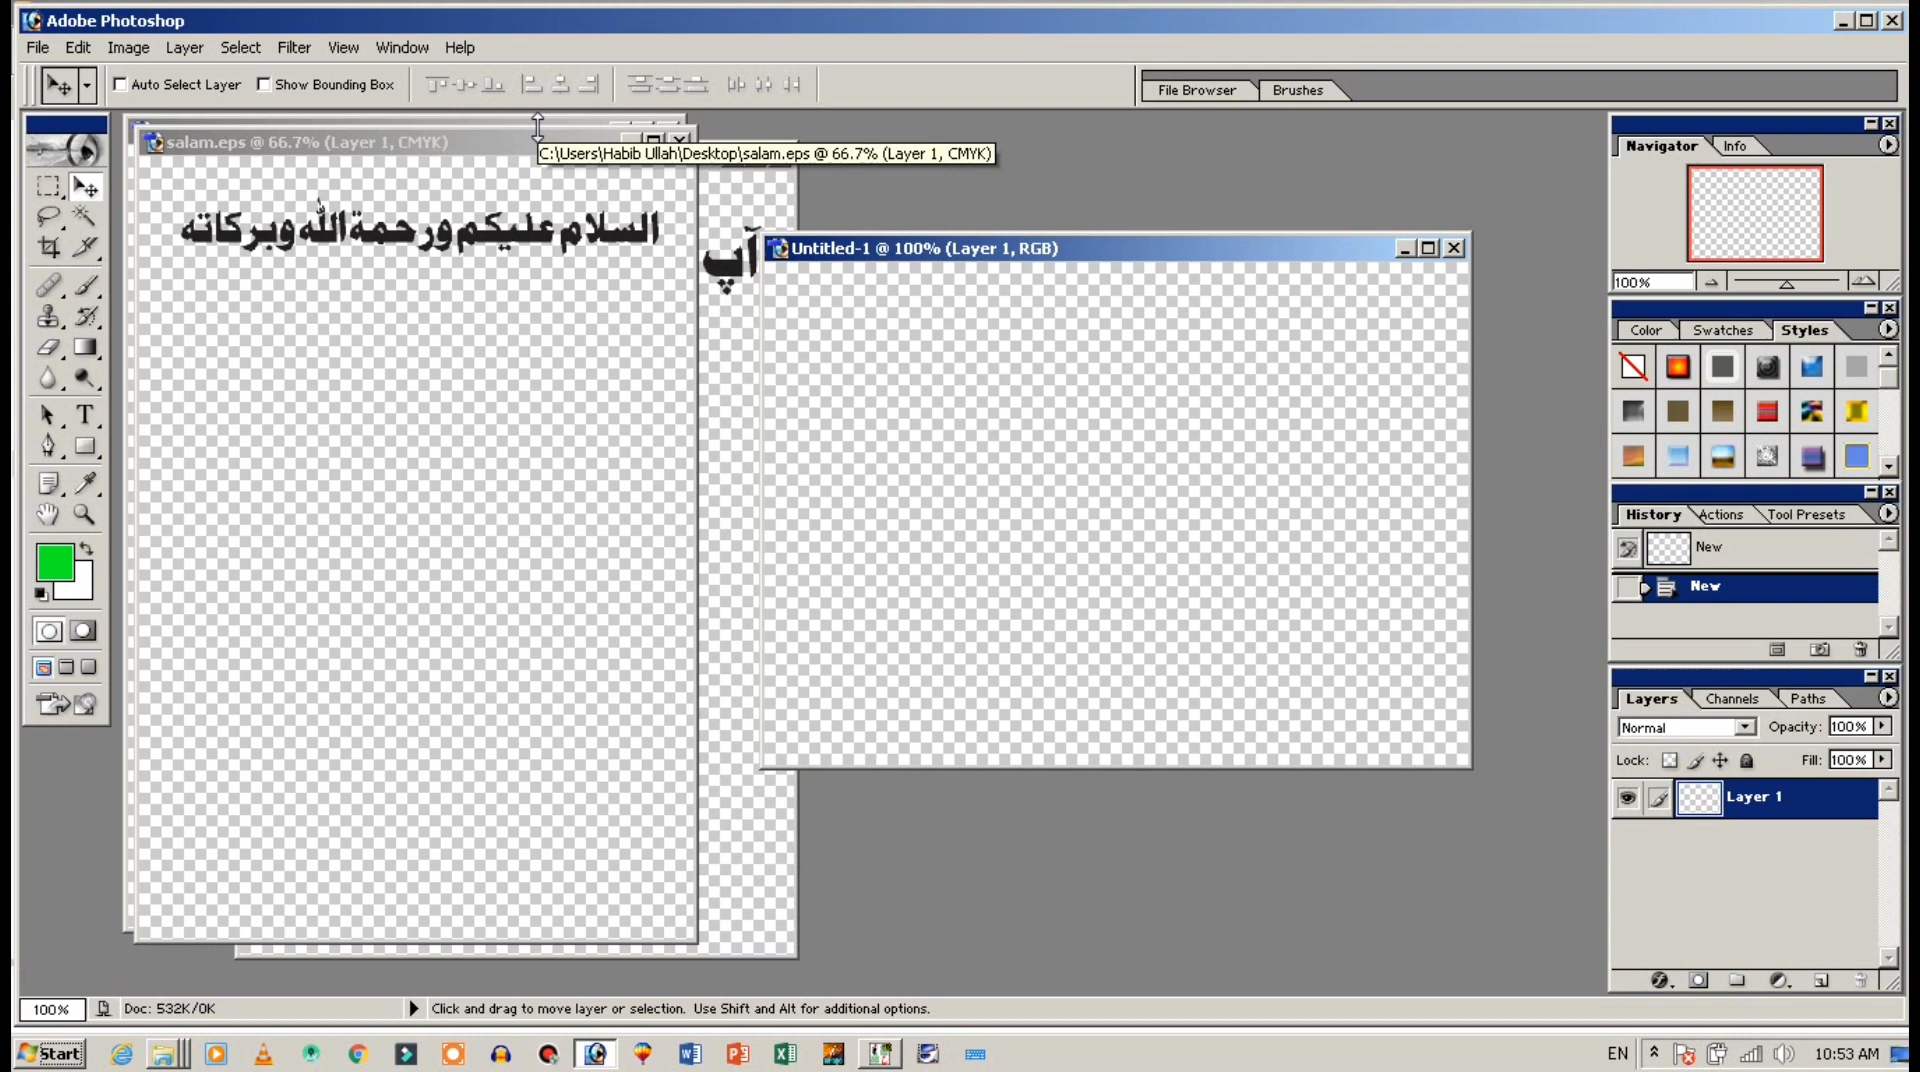 Adobe Photoshop
File Edit Image Layer Select Filter View Window Help
Auto Select Layer Show Bounding Box File Browser Brushes
salam.eps @ 66.7% (Layer 1, CMYK)
C:\Users\Habib Ullah\Desktop\salam.eps @ 66.7% (Layer 1, CMYK)
السلام علیکم ورحمة الله وبرکاته
آپ
Untitled-1 @ 100% (Layer 1, RGB)
Navigator Info
100%
Color Swatches Styles
History Actions Tool Presets
New
New
Layers Channels Paths
Normal Opacity: 100%
Lock: Fill: 100%
Layer 1
T
100% Doc: 532K/0K Click and drag to move layer or selection. Use Shift and Alt for additional options.
Start EN 10:53 AM